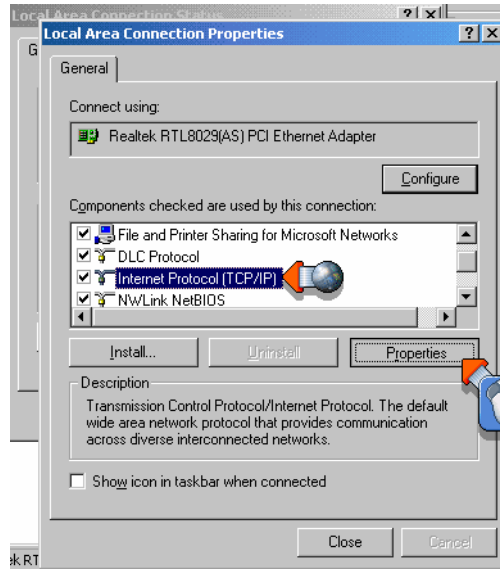 Local Area Connection Status
Local Area Connection Properties
G
General
Connect using:
Realtek RTL8029(AS) PCI Ethernet Adapter
Configure
Components checked are used by this connection:
File and Printer Sharing for Microsoft Networks
DLC Protocol
Internet Protocol (TCP/IP)
NWLink NetBIOS
Install...
Uninstall
Properties
Description
Transmission Control Protocol/Internet Protocol. The default
wide area network protocol that provides communication
across diverse interconnected networks.
Show icon in taskbar when connected
Close
Cancel
ek RT